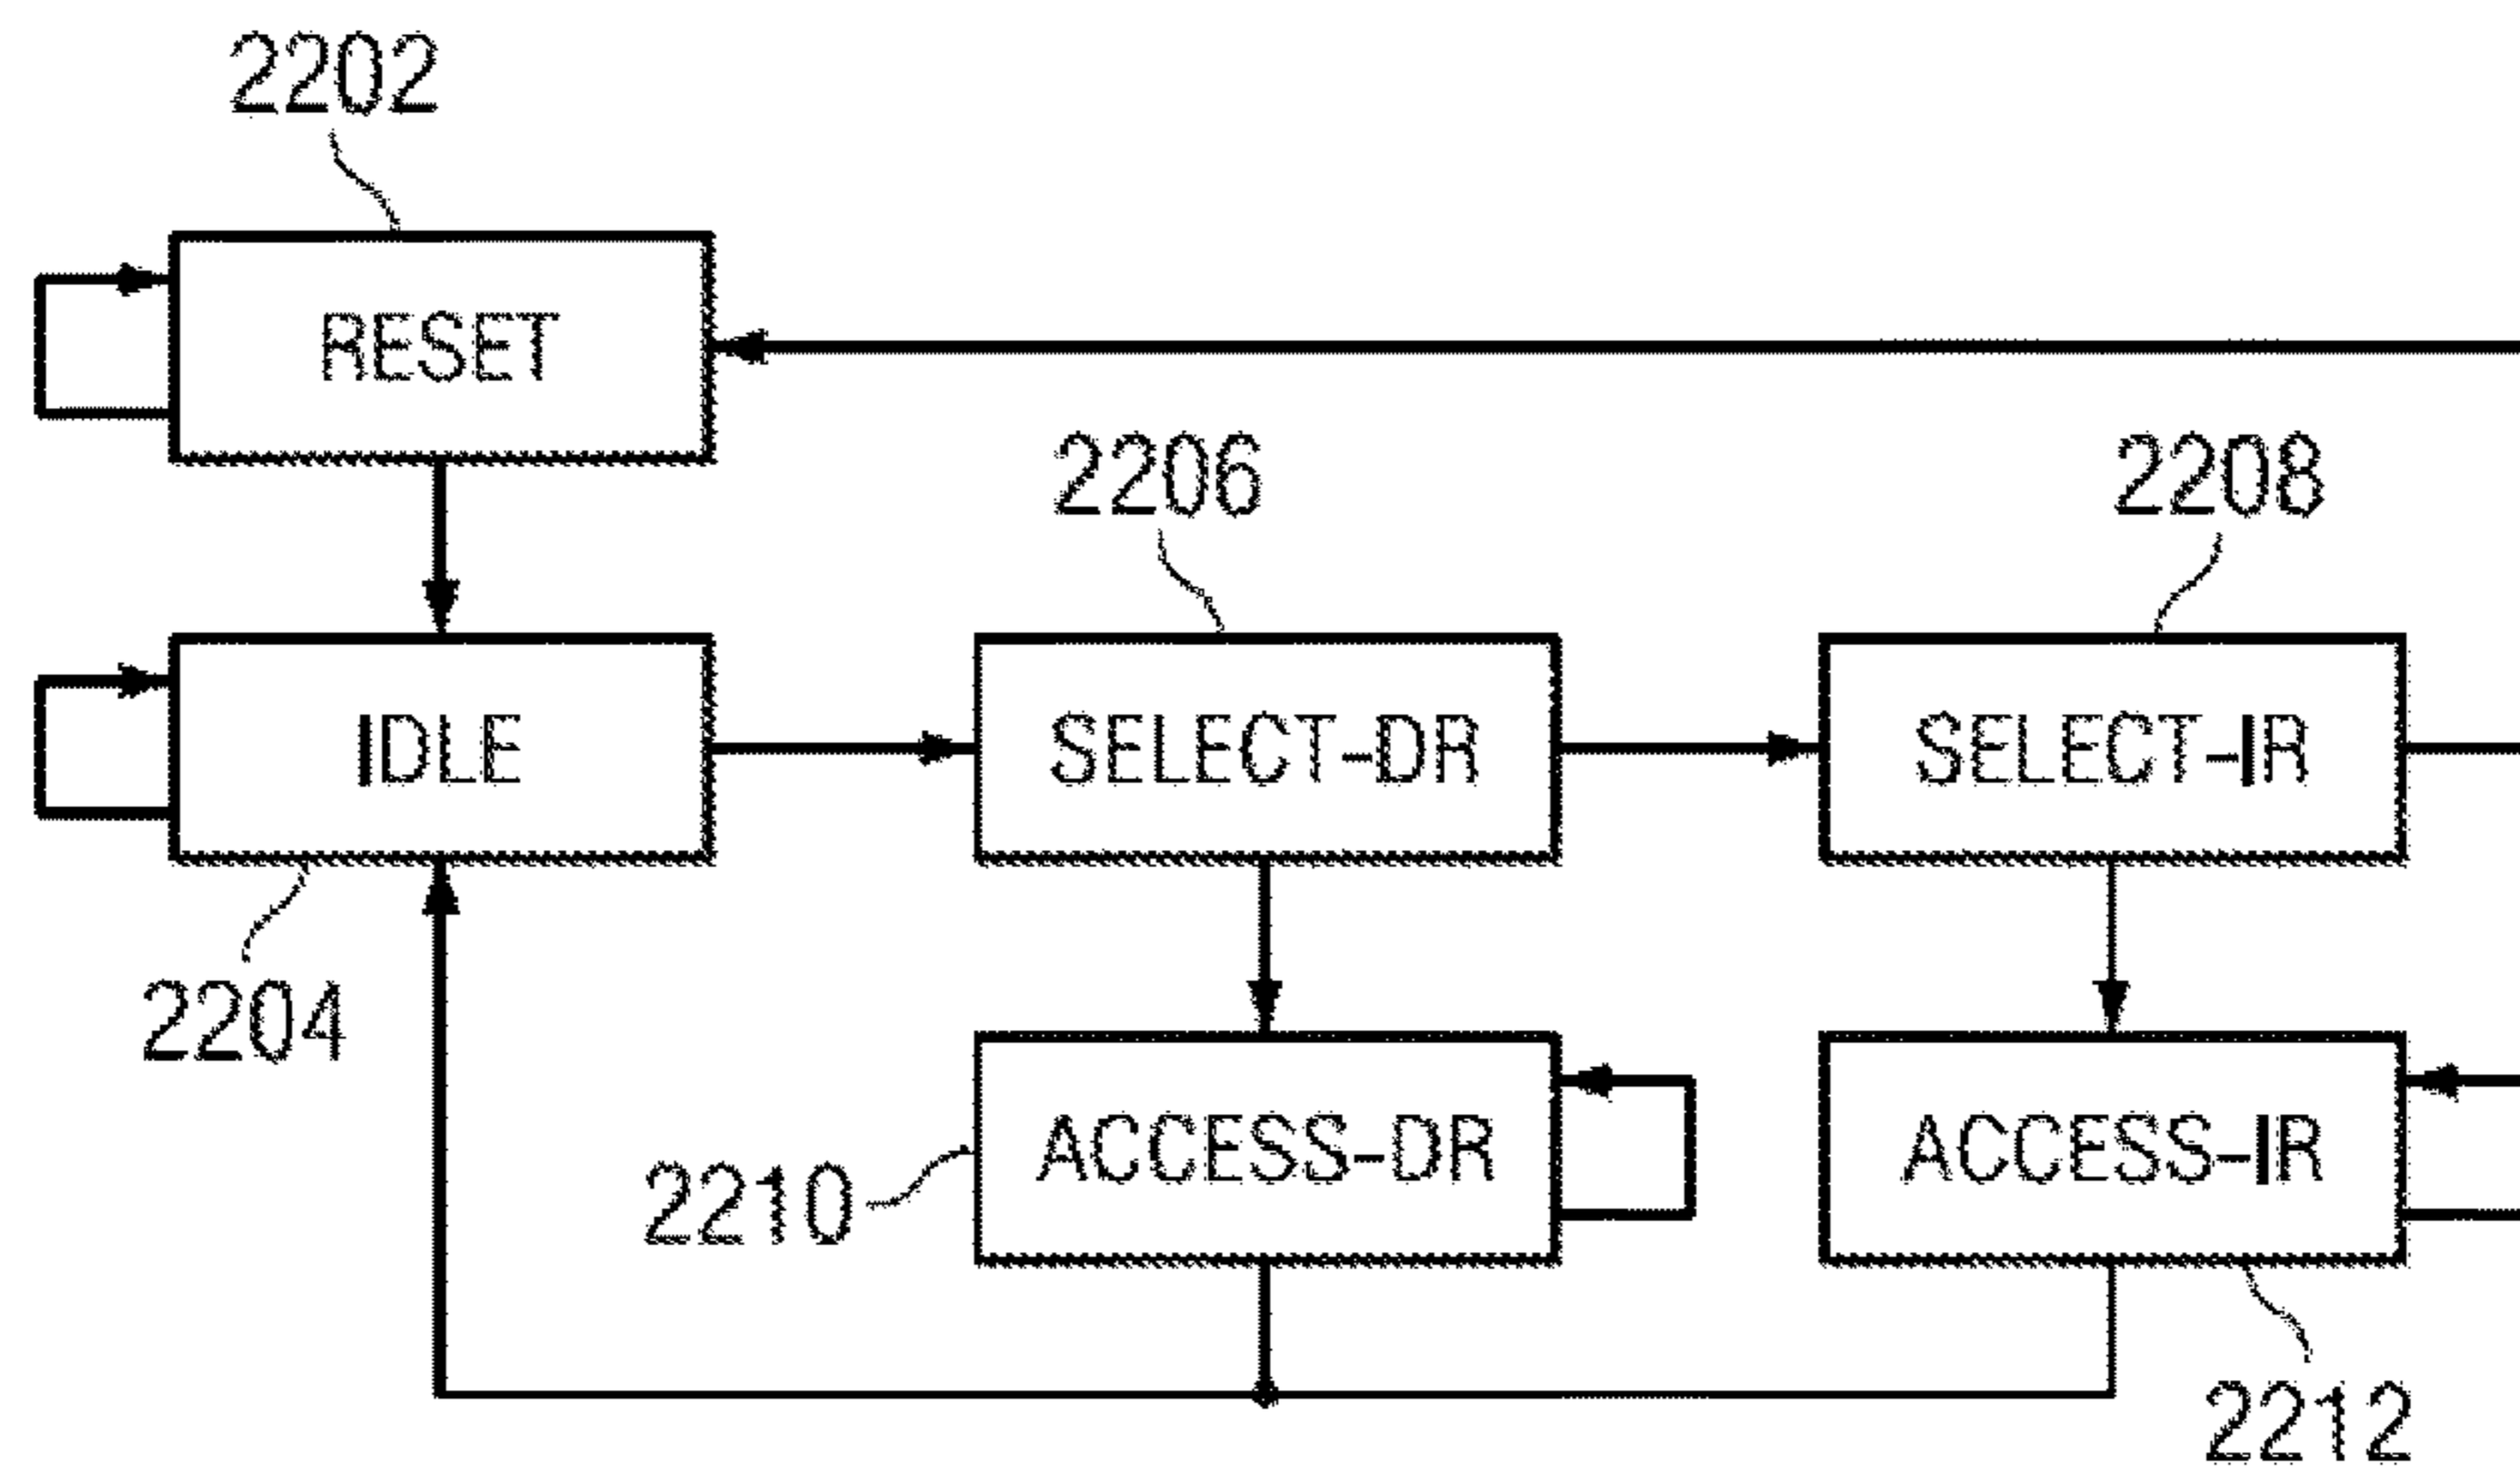 2202
RESET
2206
2208
IDLE
SELECT-DR
SELECT-IR
2204
ACCESS-DR
ACCESS-IR
2210
2212